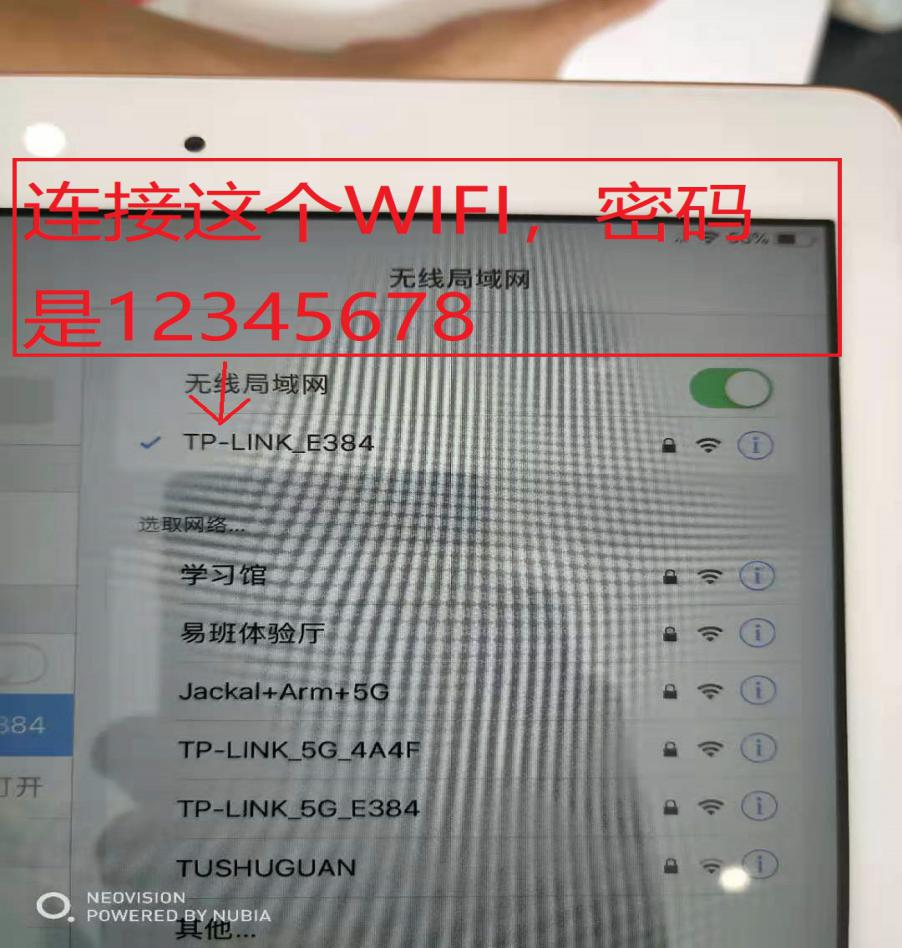 连接这个WIFI，密码
是12345678
无线局域网
无线局域网
TP-LINK_E384
选取网络...
学习馆
易班体验厅
Jackal+Arm+5G
TP-LINK_5G_4A4F
384
打开
TP-LINK_5G_E384
TUSHUGUAN
其他...
NEOVISION
POWERED BY NUBIA